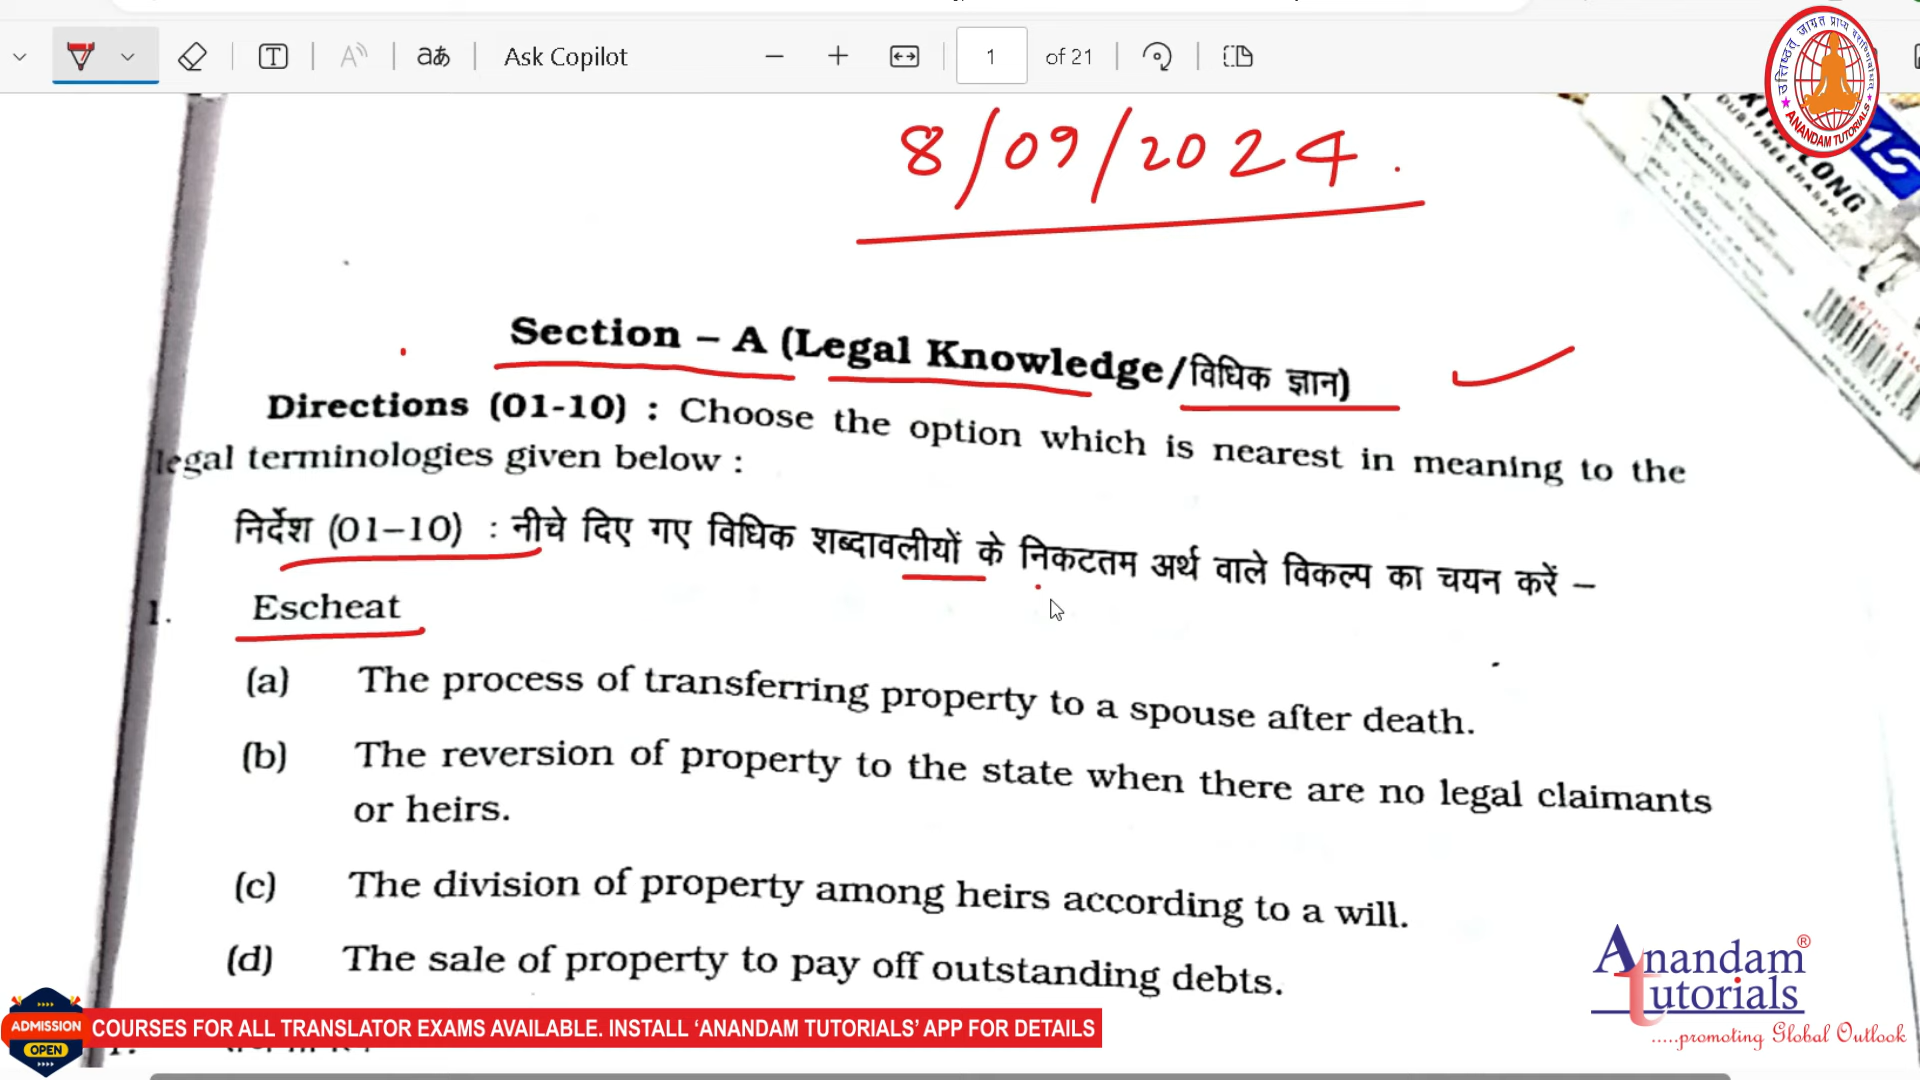 Ask Copilot
1 of 21
8/09/2024.
Section – A (Legal Knowledge/विधिक ज्ञान)
Directions (01-10) : Choose the option which is nearest in meaning to the
legal terminologies given below :
निर्देश (01–10) : नीचे दिए गए विधिक शब्दावलीयों के निकटतम अर्थ वाले विकल्प का चयन करें –
1. Escheat
(a) The process of transferring property to a spouse after death.
(b) The reversion of property to the state when there are no legal claimants
or heirs.
(c) The division of property among heirs according to a will.
(d) The sale of property to pay off outstanding debts.
ADMISSION
OPEN
COURSES FOR ALL TRANSLATOR EXAMS AVAILABLE. INSTALL ‘ANANDAM TUTORIALS’ APP FOR DETAILS
Anandam®
Tutorials
.....promoting Global Outlook
ANANDAM TUTORIALS
DUST FREE ERASER